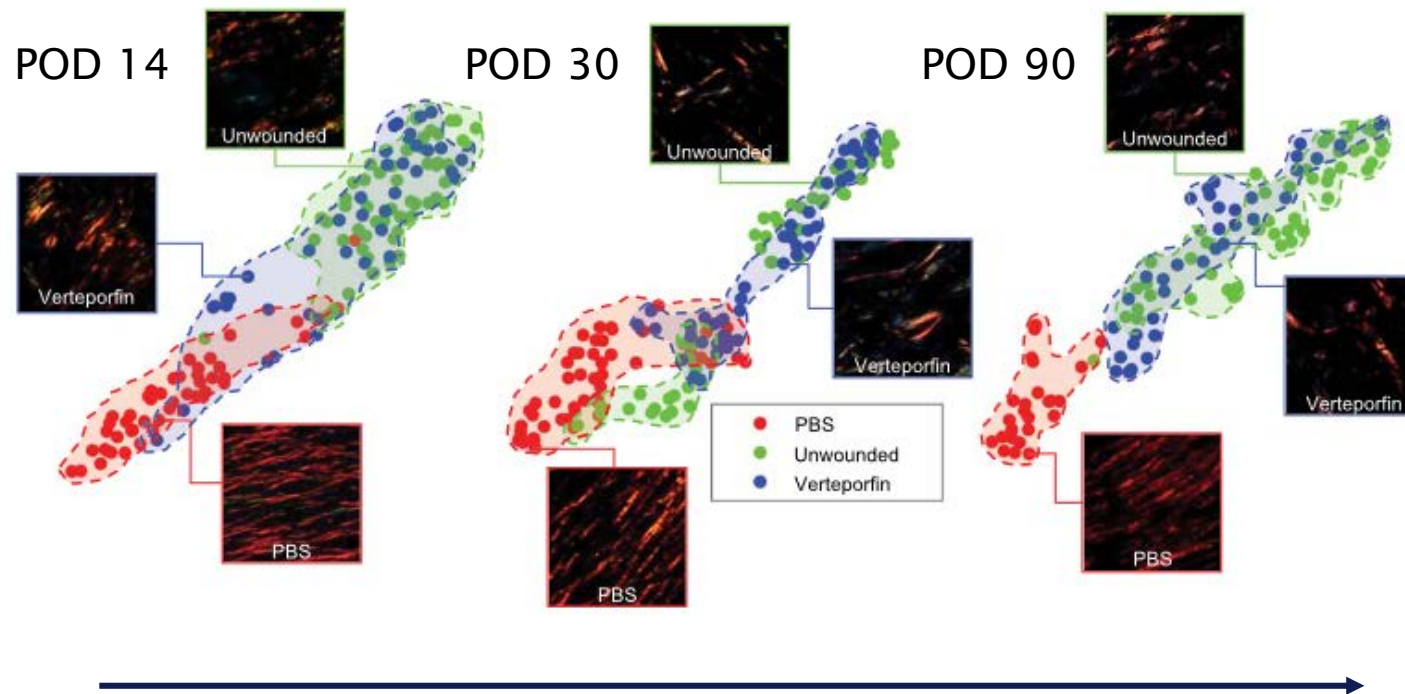 POD 14
Unwounded
Verteporfin
PBS
POD 30
Unwounded
Verteporfin
PBS
PBS
Unwounded
Verteporfin
POD 90
Unwounded
Verteporfin
PBS